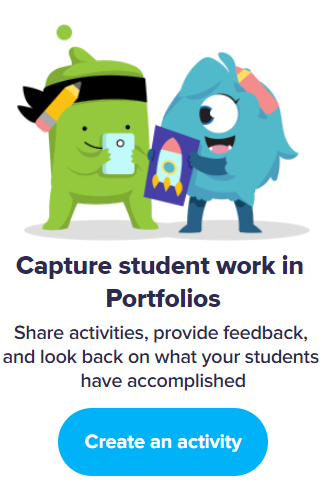 Capture student work in
Portfolios
Share activities, provide feedback,
and look back on what your students
have accomplished
Create an activity